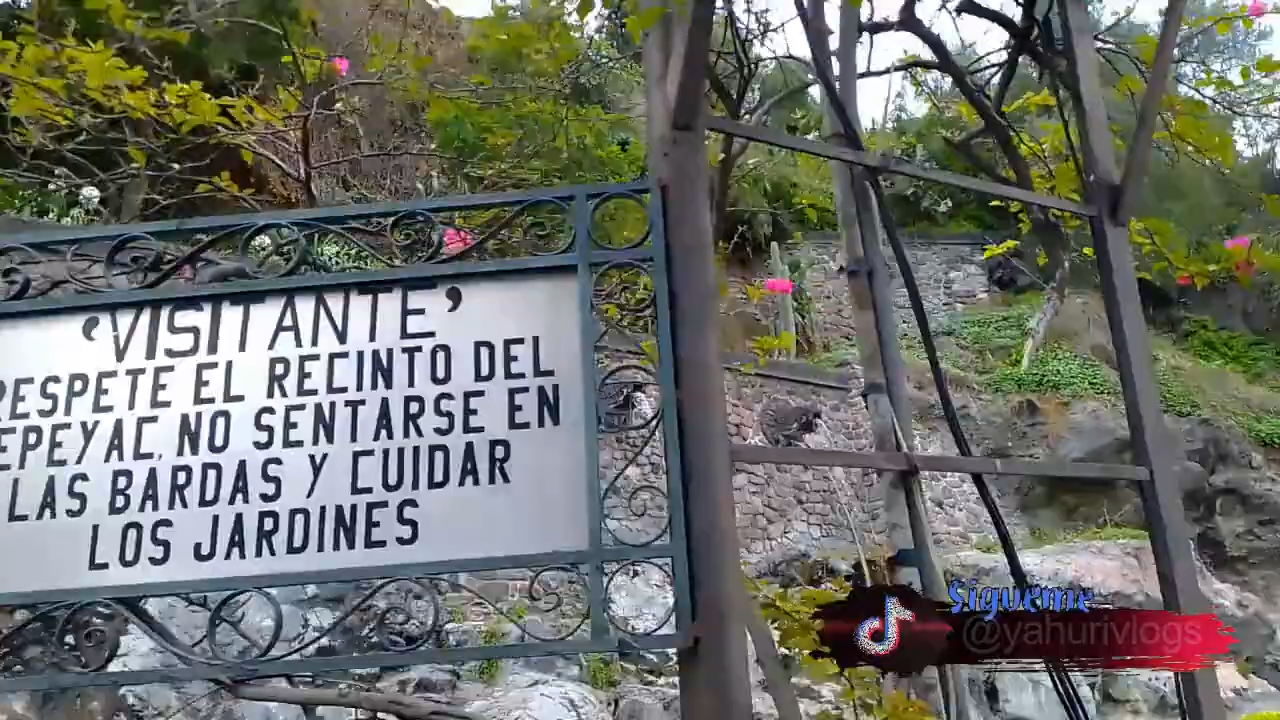 ‘VISITANTE’
RESPETE EL RECINTO DEL
EPEYAC, NO SENTARSE EN
LAS BARDAS Y CUIDAR
LOS JARDINES
Sigueme
@yahurivlogs